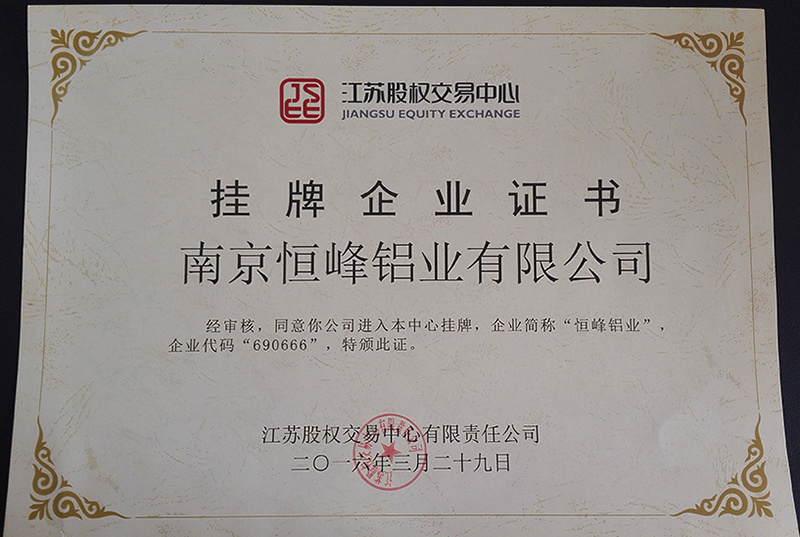 JSEE
江苏股权交易中心
JIANGSU EQUITY EXCHANGE
挂牌企业证书
南京恒峰铝业有限公司
经审核，同意你公司进入本中心挂牌，企业简称“恒峰铝业”，
企业代码“690666”，特颁此证。
江苏股权交易中心有限责任公司
二〇一六年三月二十九日